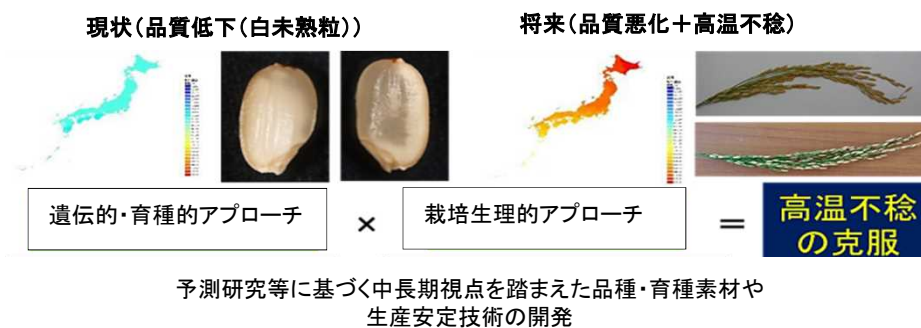 現状（品質低下（白未熟粒））
将来（品質悪化＋高温不稔）
遺伝的・育種的アプローチ
×
栽培生理的アプローチ
＝
高温不稔
の克服
予測研究等に基づく中長期視点を踏まえた品種・育種素材や
生産安定技術の開発